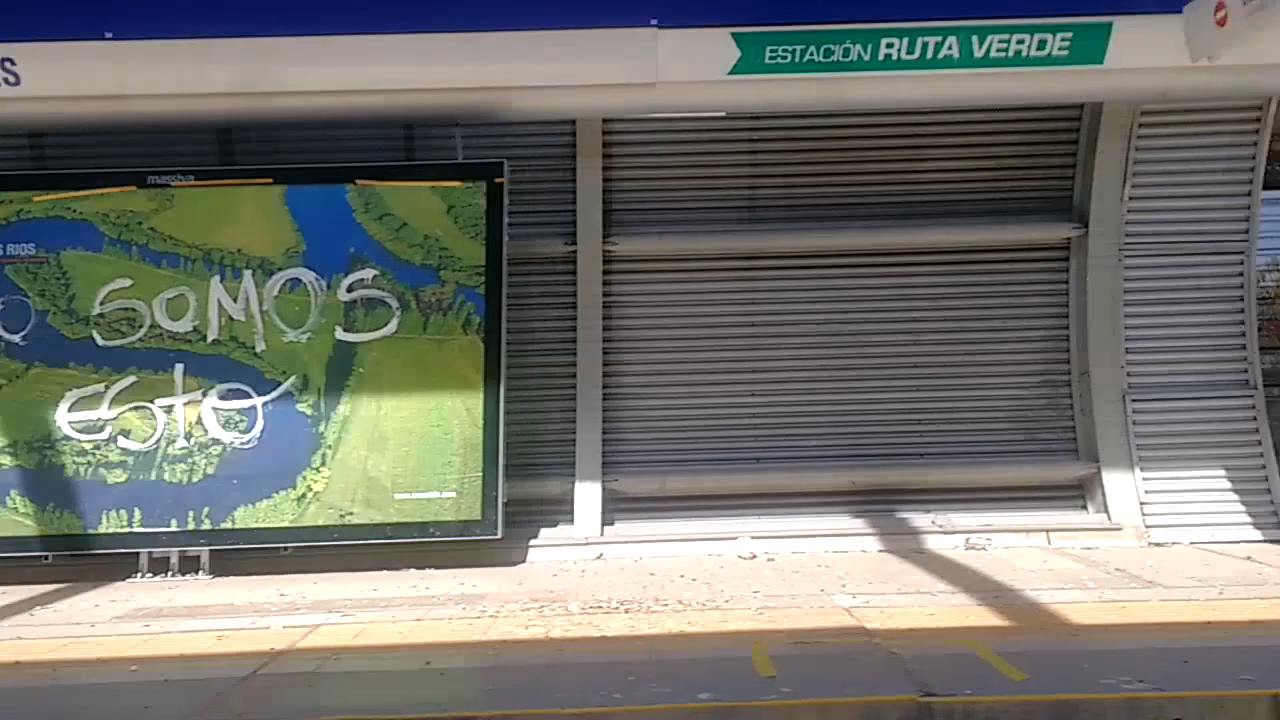 S
ESTACIÓN RUTA VERDE
massiva
S RIOS
O SOMOS
ESTO